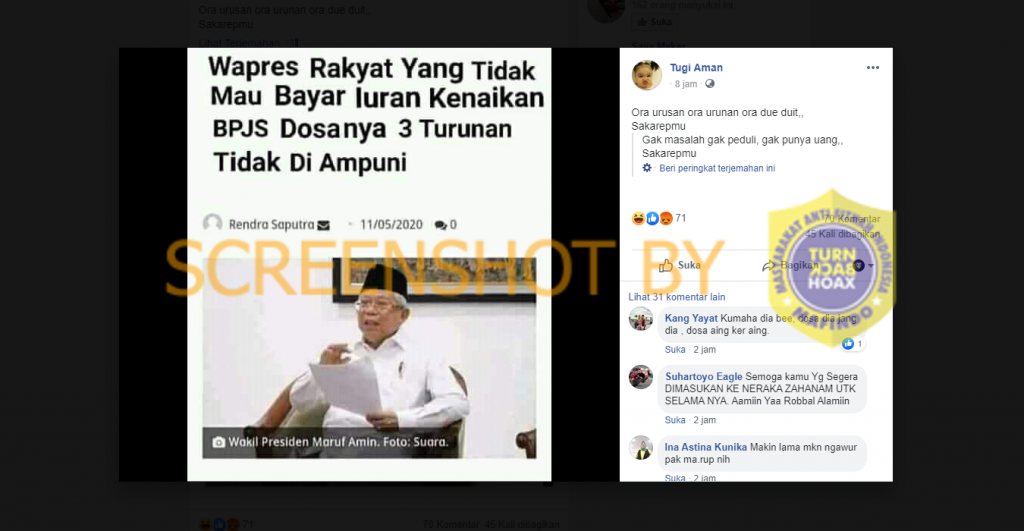 Ora urusan ora urunan ora due duit,,
Sakarepmu
Lihat Terjemahan
152 orang menyukai ini
Suka
Wapres Rakyat Yang Tidak
Mau Bayar Iuran Kenaikan
BPJS Dosanya 3 Turunan
Tidak Di Ampuni
Rendra Saputra - 11/05/2020 0
Wakil Presiden Maruf Amin. Foto: Suara.
SCREENSHOT BY
MASYARAKAT ANTI FITNAH INDONESIA
TURN
BACK
HOAX
MAFINDO
Tugi Aman
· 8 jam ·
Ora urusan ora urunan ora due duit,,
Sakarepmu
Gak masalah gak peduli, gak punya uang,,
Sakarepmu
· Beri peringkat terjemahan ini
71
70 Komentar
45 Kali dibagikan
Suka
Bagikan
Lihat 31 komentar lain
Kang Yayat Kumaha dia bee, dosa dia jang
dia , dosa aing ker aing.
1
Suka · 2 jam
Suhartoyo Eagle Semoga kamu Yg Segera
DIMASUKAN KE NERAKA ZAHANAM UTK
SELAMA NYA. Aamiin Yaa Robbal Alamiin
Suka · 2 jam
Ina Astina Kunika Makin lama mkn ngawur
pak ma.rup nih
Suka · 2 jam
71
70 Komentar 45 Kali dibagikan